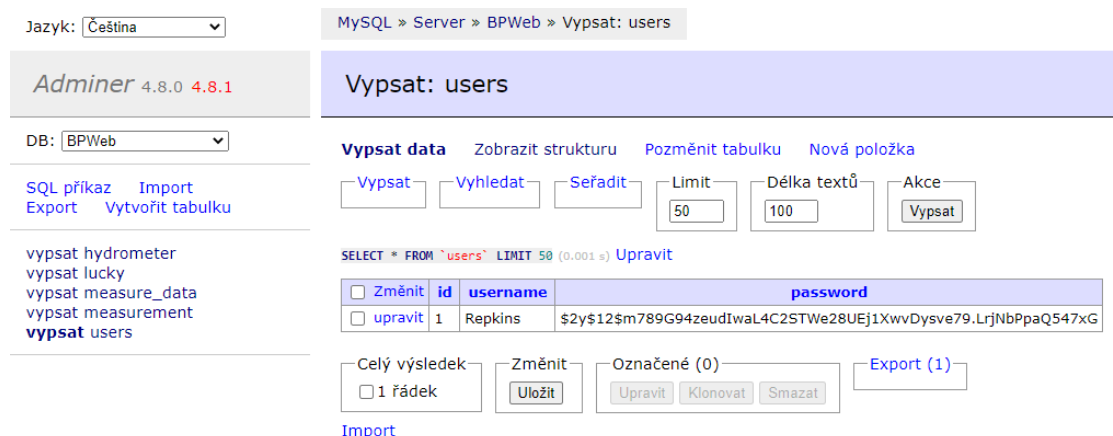 Jazyk: Čeština
MySQL » Server » BPWeb » Vypsat: users
Adminer 4.8.0 4.8.1
Vypsat: users
DB: BPWeb
SQL příkaz Import
Export Vytvořit tabulku
vypsat hydrometer
vypsat lucky
vypsat measure_data
vypsat measurement
vypsat users
Vypsat data Zobrazit strukturu Pozměnit tabulku Nová položka
Vypsat Vyhledat Seřadit Limit Délka textů Akce
50 100 Vypsat
SELECT * FROM `users` LIMIT 50 (0.001 s) Upravit
Změnit id username password
upravit 1 Repkins $2y$12$m789G94zeudIwaL4C2STWe28UEj1XwvDysve79.LrjNbPpaQ547xG
Celý výsledek Změnit Označené (0) Export (1)
1 řádek Uložit Upravit Klonovat Smazat
Import